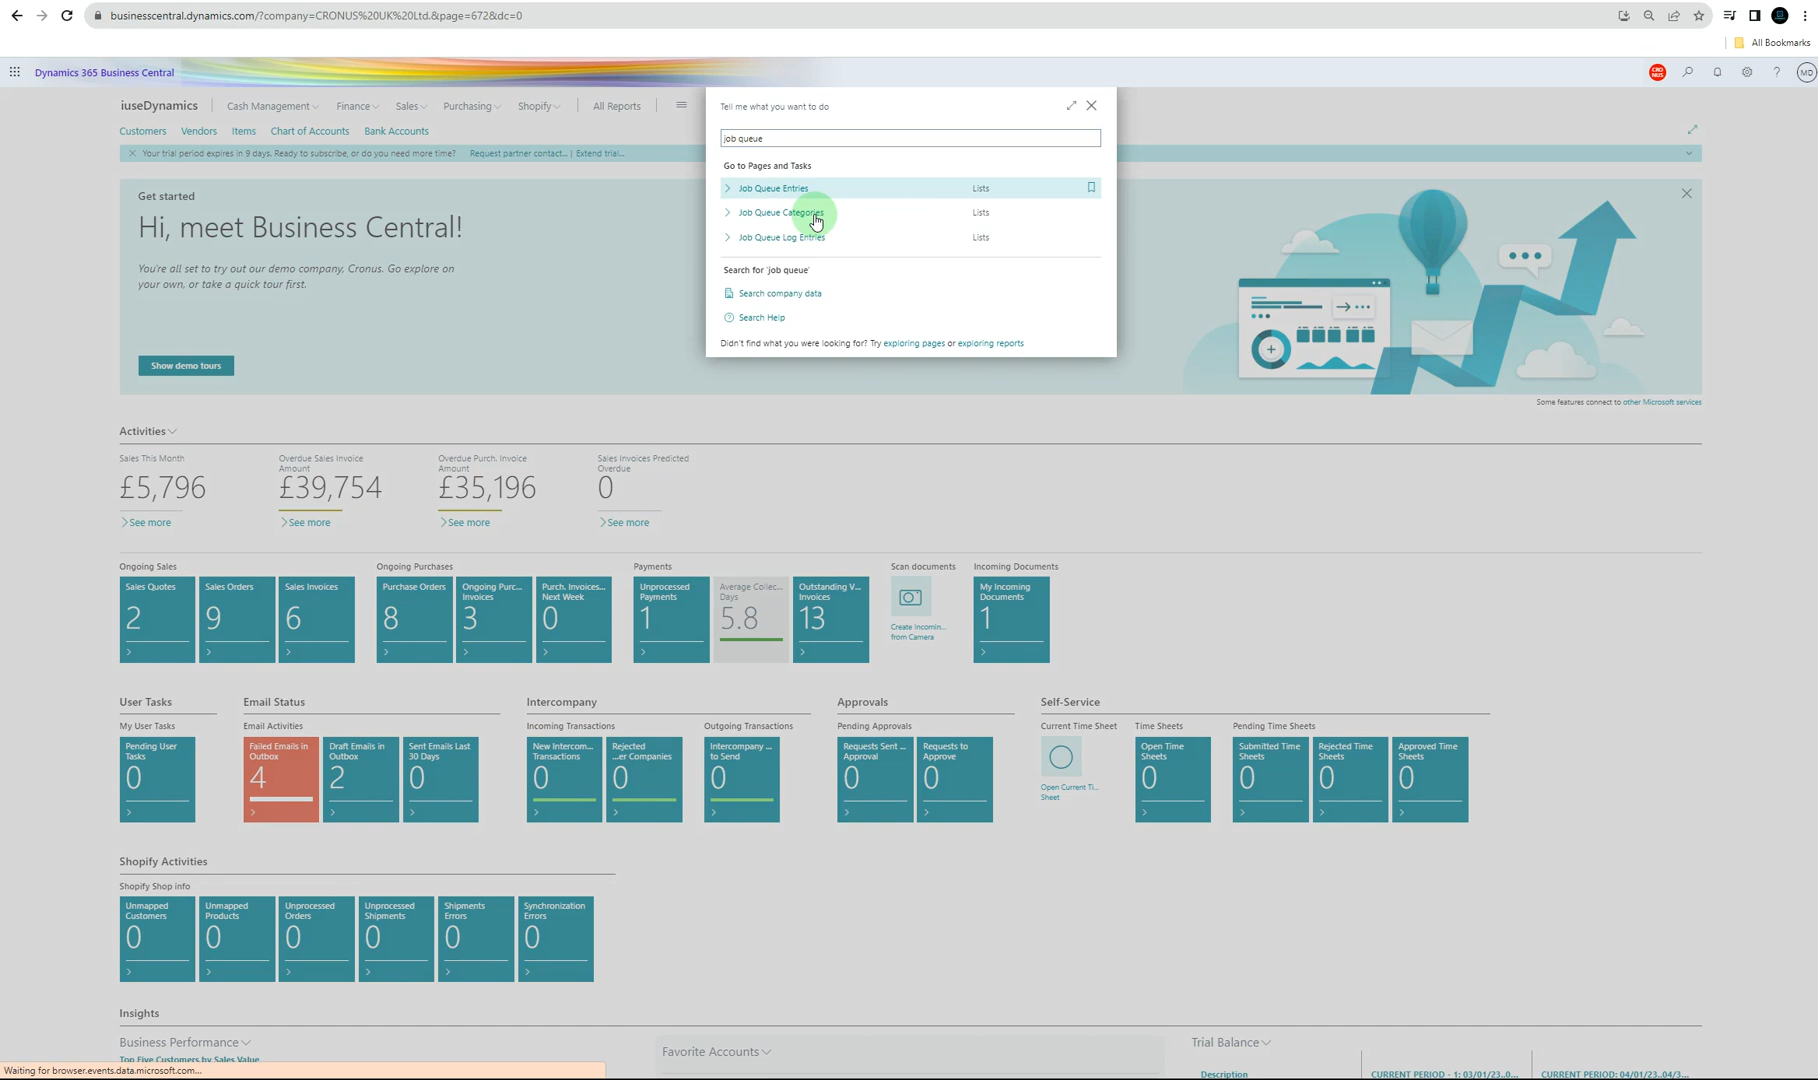 businesscentral.dynamics.com/?company=CRONUS%20UK%20Ltd.&page=672&dc=0
All Bookmarks
Dynamics 365 Business Central
CRO
NUS
?
MD
iuseDynamics
Cash Management
Finance
Sales
Purchasing
Shopify
All Reports
Customers
Vendors
Items
Chart of Accounts
Bank Accounts
Your trial period expires in 9 days. Ready to subscribe, or do you need more time?
Request partner contact... | Extend trial...
Tell me what you want to do
job queue
Go to Pages and Tasks
Job Queue Entries
Lists
Job Queue Categories
Lists
Job Queue Log Entries
Lists
Search for 'job queue'
Search company data
Search Help
Didn't find what you were looking for? Try exploring pages or exploring reports
Get started
Hi, meet Business Central!
You're all set to try out our demo company, Cronus. Go explore on
your own, or take a quick tour first.
Show demo tours
Some features connect to other Microsoft services
Activities
Sales This Month
£5,796
See more
Overdue Sales Invoice
Amount
£39,754
See more
Overdue Purch. Invoice
Amount
£35,196
See more
Sales Invoices Predicted
Overdue
0
See more
Ongoing Sales
Sales Quotes
2
Sales Orders
9
Sales Invoices
6
Ongoing Purchases
Purchase Orders
8
Ongoing Purc...
Invoices
3
Purch. Invoices...
Next Week
0
Payments
Unprocessed
Payments
1
Average Collec...
Days
5.8
Outstanding V...
Invoices
13
Scan documents
Create Incomin...
from Camera
Incoming Documents
My Incoming
Documents
1
User Tasks
My User Tasks
Pending User
Tasks
0
Email Status
Email Activities
Failed Emails in
Outbox
4
Draft Emails in
Outbox
2
Sent Emails Last
30 Days
0
Intercompany
Incoming Transactions
New Intercom...
Transactions
0
Rejected
...er Companies
0
Outgoing Transactions
Intercompany ...
to Send
0
Approvals
Pending Approvals
Requests Sent ...
Approval
0
Requests to
Approve
0
Self-Service
Current Time Sheet
Open Current Ti...
Sheet
Time Sheets
Open Time
Sheets
0
Pending Time Sheets
Submitted Time
Sheets
0
Rejected Time
Sheets
0
Approved Time
Sheets
0
Shopify Activities
Shopify Shop info
Unmapped
Customers
0
Unmapped
Products
0
Unprocessed
Orders
0
Unprocessed
Shipments
0
Shipments
Errors
0
Synchronization
Errors
0
Insights
Business Performance
Top Five Customers by Sales Value
Favorite Accounts
Trial Balance
Description
CURRENT PERIOD - 1: 03/01/23..0...
CURRENT PERIOD: 04/01/23..04/3...
Waiting for browser.events.data.microsoft.com...